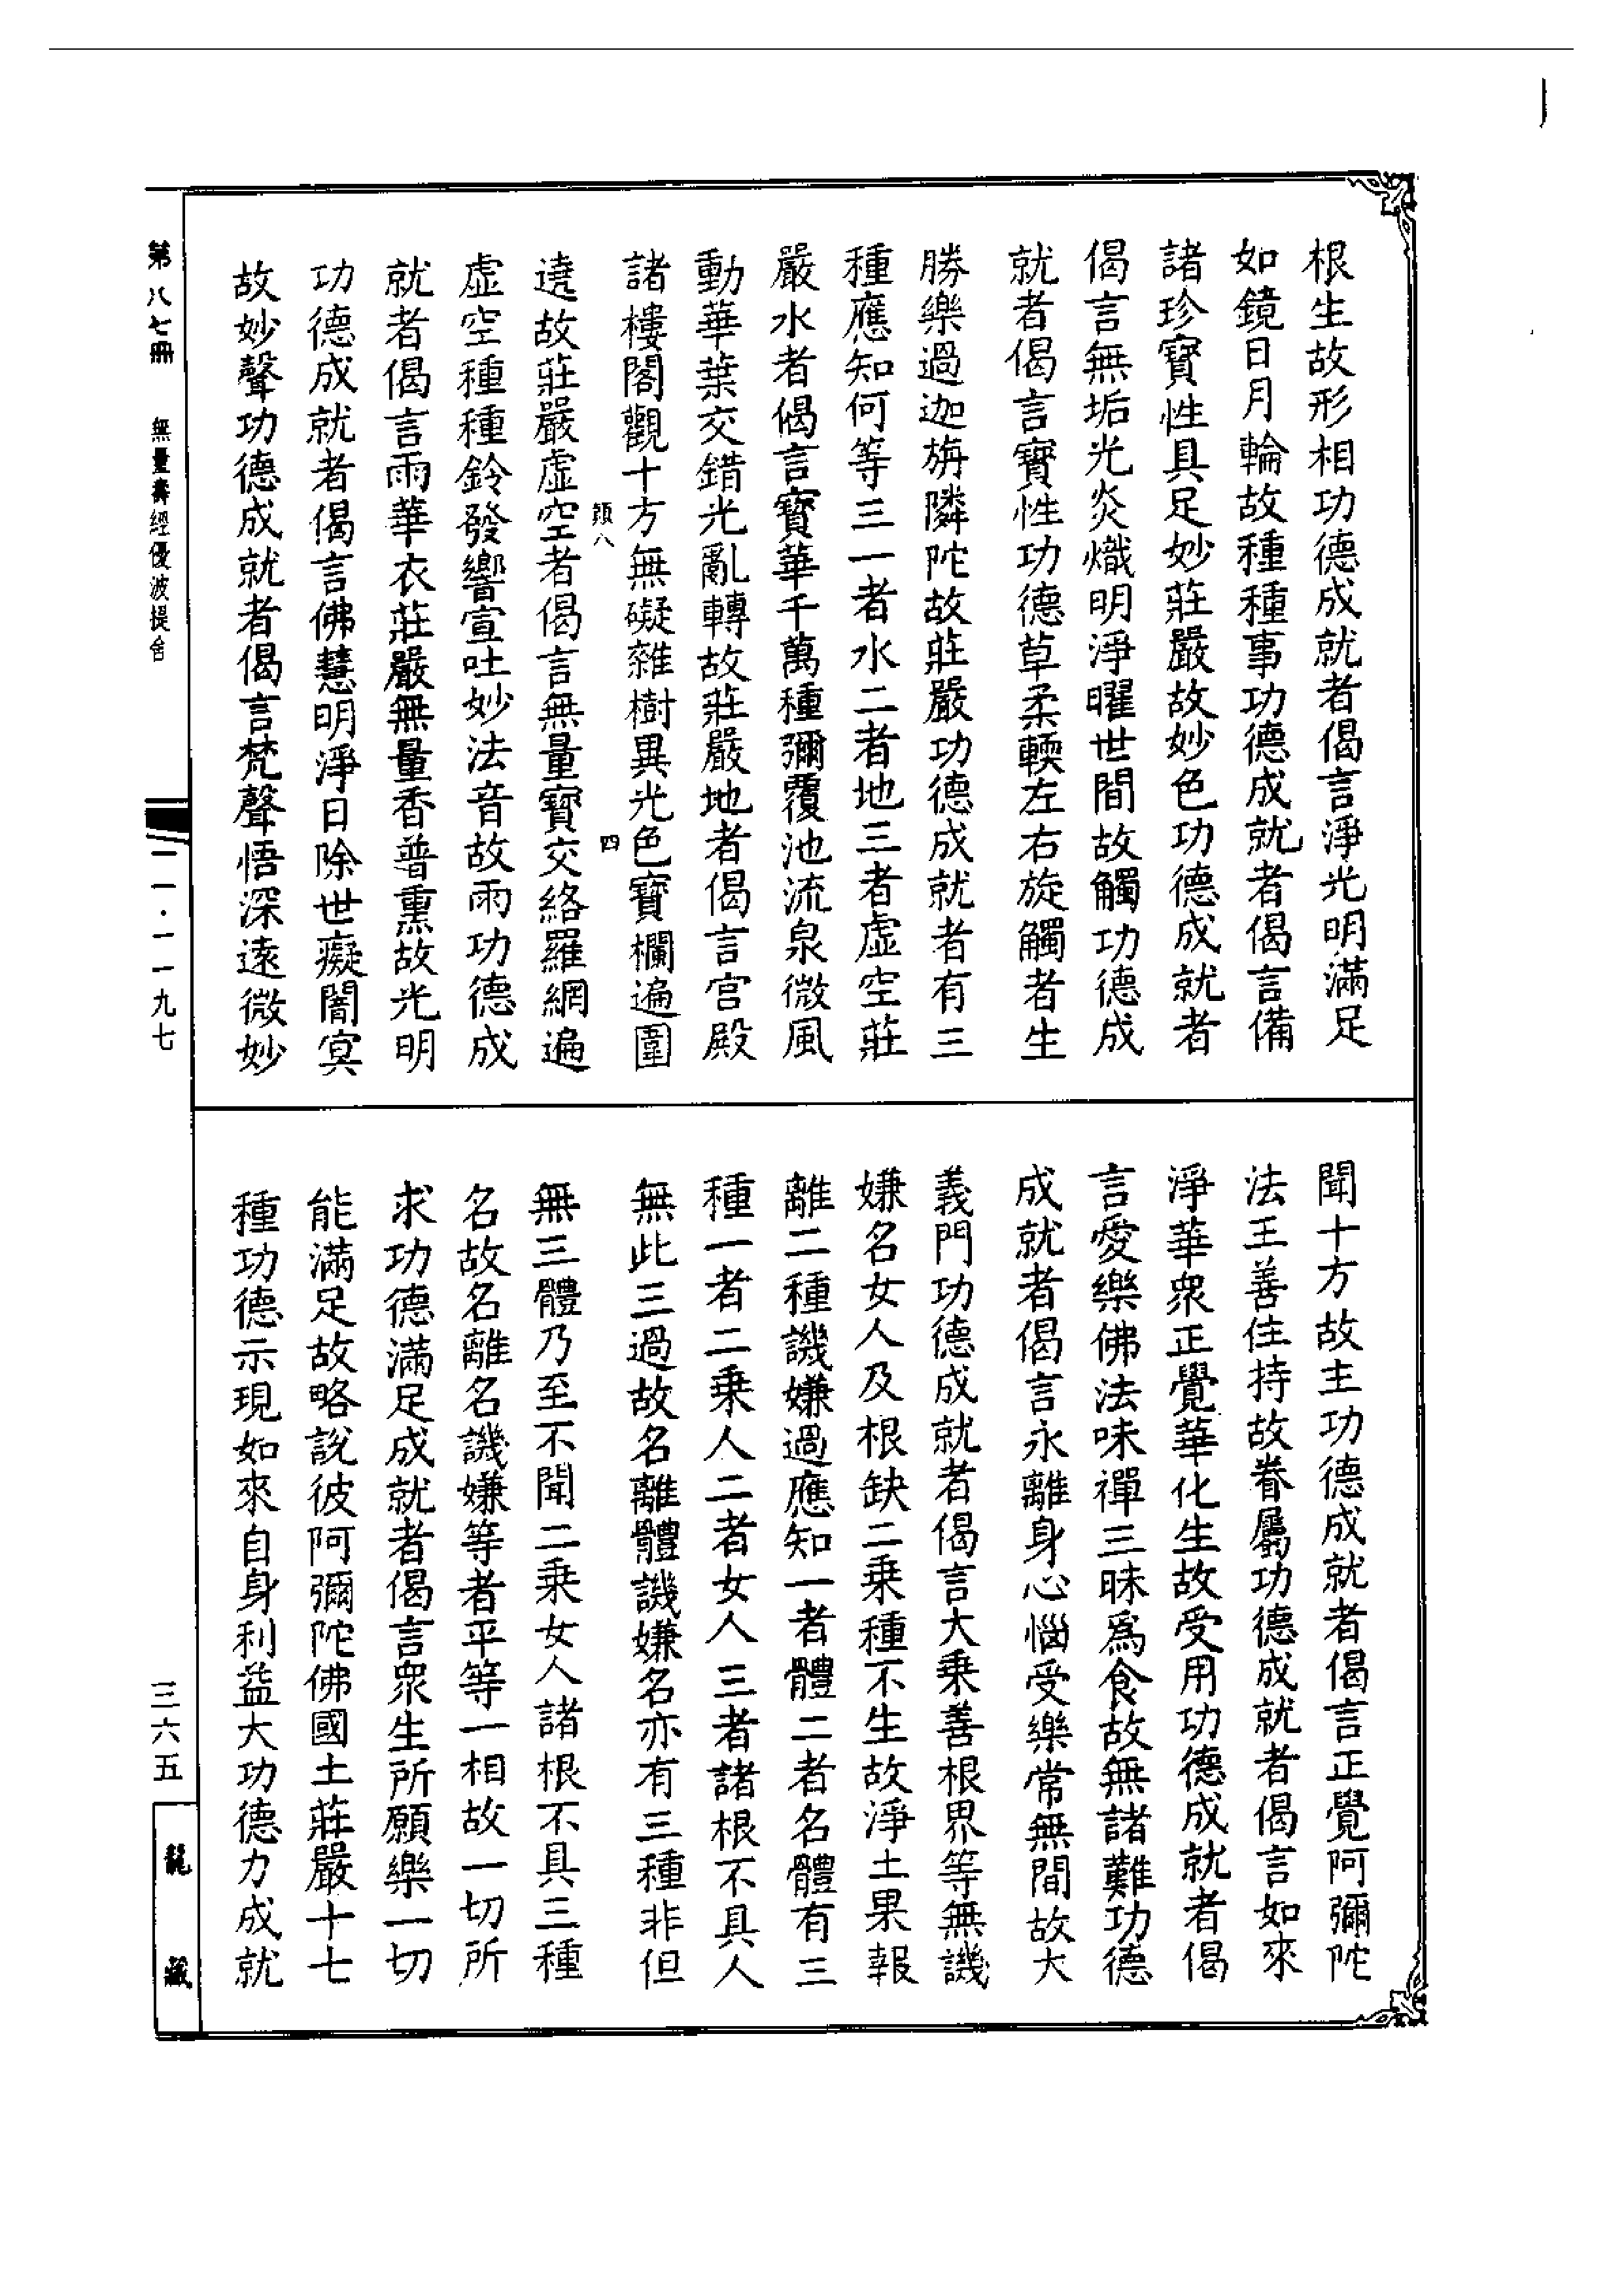 根生故形相功德成就者偈言淨光明滿足
如鏡日月輪故種種事功德成就者偈言備
諸珍寶性具足妙莊嚴故妙色功德成就者
偈言無垢光炎熾明淨曜世間故觸功德成
就者偈言寶性功德草柔輭左右旋觸者生
勝樂過迦旃隣陀故莊嚴功德成就者有三
種應知何等三一者水二者地三者虛空莊
嚴水者偈言寶華千萬種彌覆池流泉微風
動華葉交錯光亂轉故莊嚴地者偈言宮殿
諸樓閣觀十方無礙雜樹異光色寶欄遍圍
八
四
遶故莊嚴虛空者偈言無量寶交絡羅網遍
虛空種種鈴發響宣吐妙法音故雨功德成
就者偈言雨華衣莊嚴無量香普熏故光明
功德成就者偈言佛慧明淨日除世癡闇冥
故妙聲功德成就者偈言梵聲悟深遠微妙
聞十方故主功德成就者偈言正覺阿彌陀
法王善住持故眷屬功德成就者偈言如來
淨華衆正覺華化生故受用功德成就者偈
言愛樂佛法味禪三昧爲食故無諸難功德
成就者偈言永離身心惱受樂常無間故大
義門功德成就者偈言大乗善根界等無譏
嫌名女人及根缺二乗種不生故淨土果報
離二種譏嫌過應知一者體二者名體有三
種一者二乗人二者女人三者諸根不具人
無此三過故名離體譏嫌名亦有三種非但
無三體乃至不聞二乗女人諸根不具三種
名故名離名譏嫌等者平等一相故一切所
求功德滿足成就者偈言衆生所願樂一切
能滿足故略說彼阿彌陀佛國土莊嚴十七
種功德示現如來自身利益大功德力成就
第八七冊 無量壽經優波提舍
一一·一一九七
三六五
龍藏